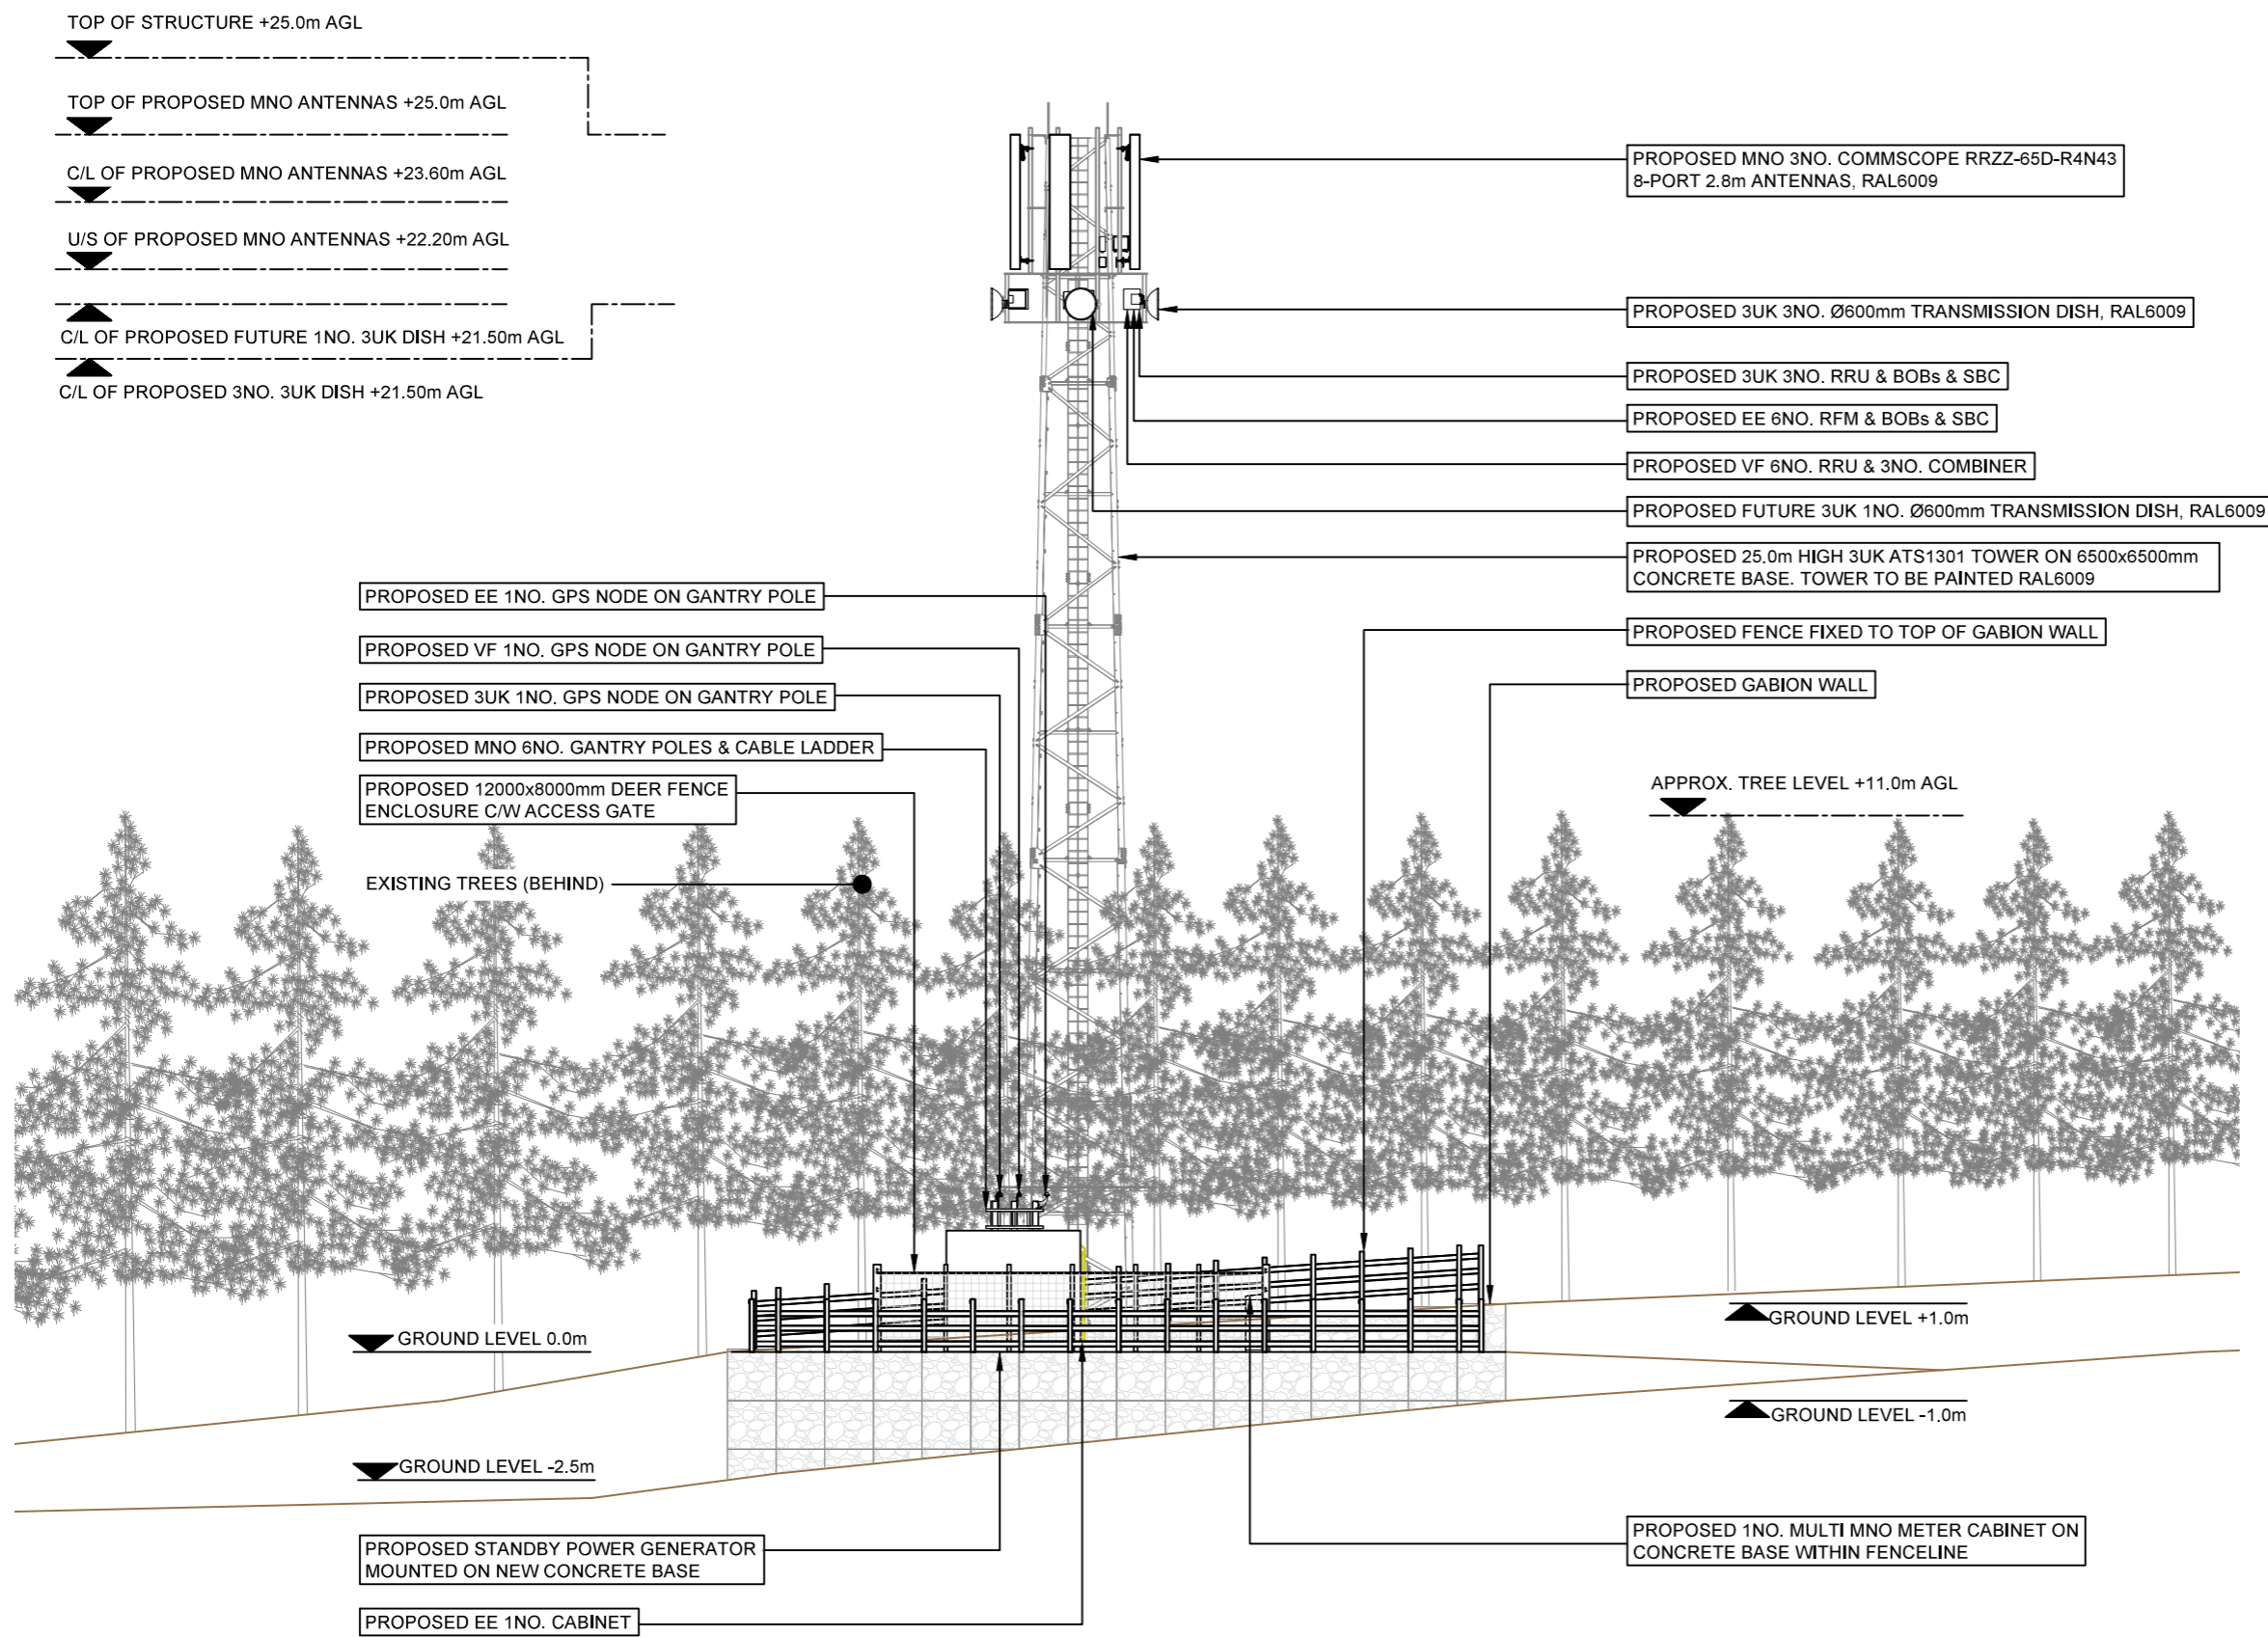 TOP OF STRUCTURE +25.0m AGL
TOP OF PROPOSED MNO ANTENNAS +25.0m AGL
C/L OF PROPOSED MNO ANTENNAS +23.60m AGL
U/S OF PROPOSED MNO ANTENNAS +22.20m AGL
C/L OF PROPOSED FUTURE 1NO. 3UK DISH +21.50m AGL
C/L OF PROPOSED 3NO. 3UK DISH +21.50m AGL
PROPOSED MNO 3NO. COMMSCOPE RRZZ-65D-R4N43
8-PORT 2.8m ANTENNAS, RAL6009
PROPOSED 3UK 3NO. Ø600mm TRANSMISSION DISH, RAL6009
PROPOSED 3UK 3NO. RRU & BOBs & SBC
PROPOSED EE 6NO. RFM & BOBs & SBC
PROPOSED VF 6NO. RRU & 3NO. COMBINER
PROPOSED FUTURE 3UK 1NO. Ø600mm TRANSMISSION DISH, RAL6009
PROPOSED 25.0m HIGH 3UK ATS1301 TOWER ON 6500x6500mm
CONCRETE BASE. TOWER TO BE PAINTED RAL6009
PROPOSED FENCE FIXED TO TOP OF GABION WALL
PROPOSED GABION WALL
APPROX. TREE LEVEL +11.0m AGL
PROPOSED EE 1NO. GPS NODE ON GANTRY POLE
PROPOSED VF 1NO. GPS NODE ON GANTRY POLE
PROPOSED 3UK 1NO. GPS NODE ON GANTRY POLE
PROPOSED MNO 6NO. GANTRY POLES & CABLE LADDER
PROPOSED 12000x8000mm DEER FENCE
ENCLOSURE C/W ACCESS GATE
EXISTING TREES (BEHIND)
GROUND LEVEL 0.0m
GROUND LEVEL +1.0m
GROUND LEVEL -1.0m
GROUND LEVEL -2.5m
PROPOSED STANDBY POWER GENERATOR
MOUNTED ON NEW CONCRETE BASE
PROPOSED EE 1NO. CABINET
PROPOSED 1NO. MULTI MNO METER CABINET ON
CONCRETE BASE WITHIN FENCELINE